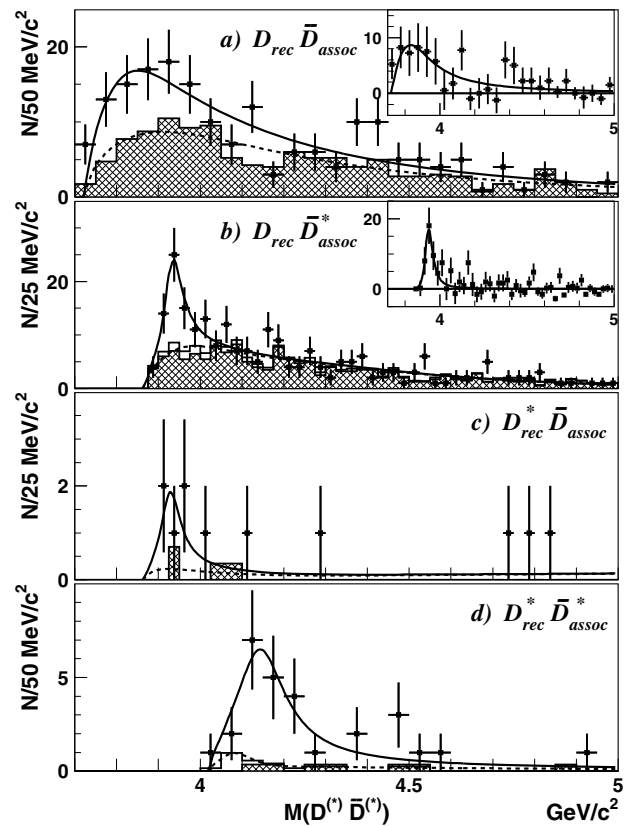 N/50 MeV/c²
20
10
0
a) D_rec D̄_assoc
10
0
4
5
N/25 MeV/c²
20
0
b) D_rec D̄*_assoc
20
10
0
4
5
N/25 MeV/c²
2
0
c) D*_rec D̄_assoc
N/50 MeV/c²
5
0
d) D*_rec D̄*_assoc
4
4.5
5
M(D⁽*⁾ D̄⁽*⁾)
GeV/c²